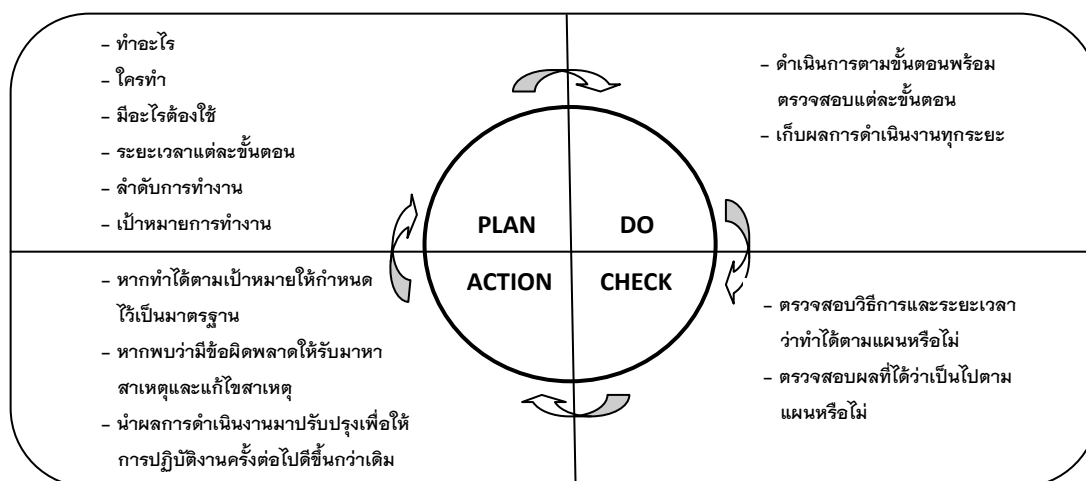 – ทำอะไร
– ใครทำ
– มีอะไรต้องใช้
– ระยะเวลาแต่ละขั้นตอน
– ลำดับการทำงาน
– เป้าหมายการทำงาน
– ดำเนินการตามขั้นตอนพร้อม
ตรวจสอบแต่ละขั้นตอน
– เก็บผลการดำเนินงานทุกระยะ
PLAN
DO
ACTION
CHECK
– หากทำได้ตามเป้าหมายให้กำหนด
ไว้เป็นมาตรฐาน
– หากพบว่ามีข้อผิดพลาดให้รับมาหา
สาเหตุและแก้ไขสาเหตุ
– นำผลการดำเนินงานมาปรับปรุงเพื่อให้
การปฏิบัติงานครั้งต่อไปดีขึ้นกว่าเดิม
– ตรวจสอบวิธีการและระยะเวลา
ว่าทำได้ตามแผนหรือไม่
– ตรวจสอบผลที่ได้ว่าเป็นไปตาม
แผนหรือไม่